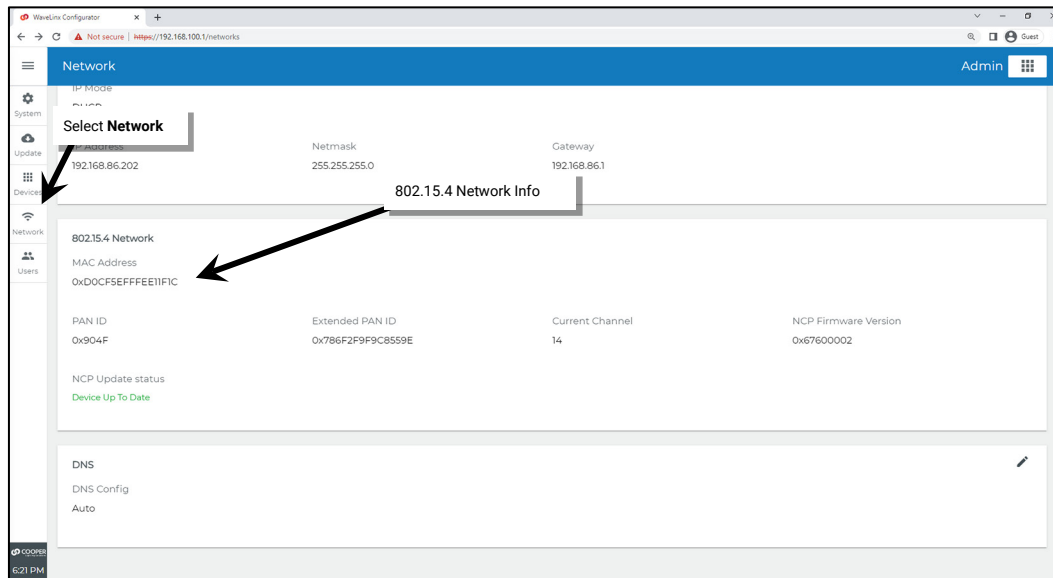 WaveLinx Configurator
Not secure | https://192.168.100.1/networks
Guest
Network
Admin
System
Update
Devices
Network
Users
IP Mode
DHCP
Select Network
IP Address
Netmask
Gateway
192.168.86.202
255.255.255.0
192.168.86.1
802.15.4 Network Info
802.15.4 Network
MAC Address
0xD0CF5EFFFEE11F1C
PAN ID
Extended PAN ID
Current Channel
NCP Firmware Version
0x904F
0x786F2F9F9C8559E
14
0x67600002
NCP Update status
Device Up To Date
DNS
DNS Config
Auto
COOPER
6:21 PM